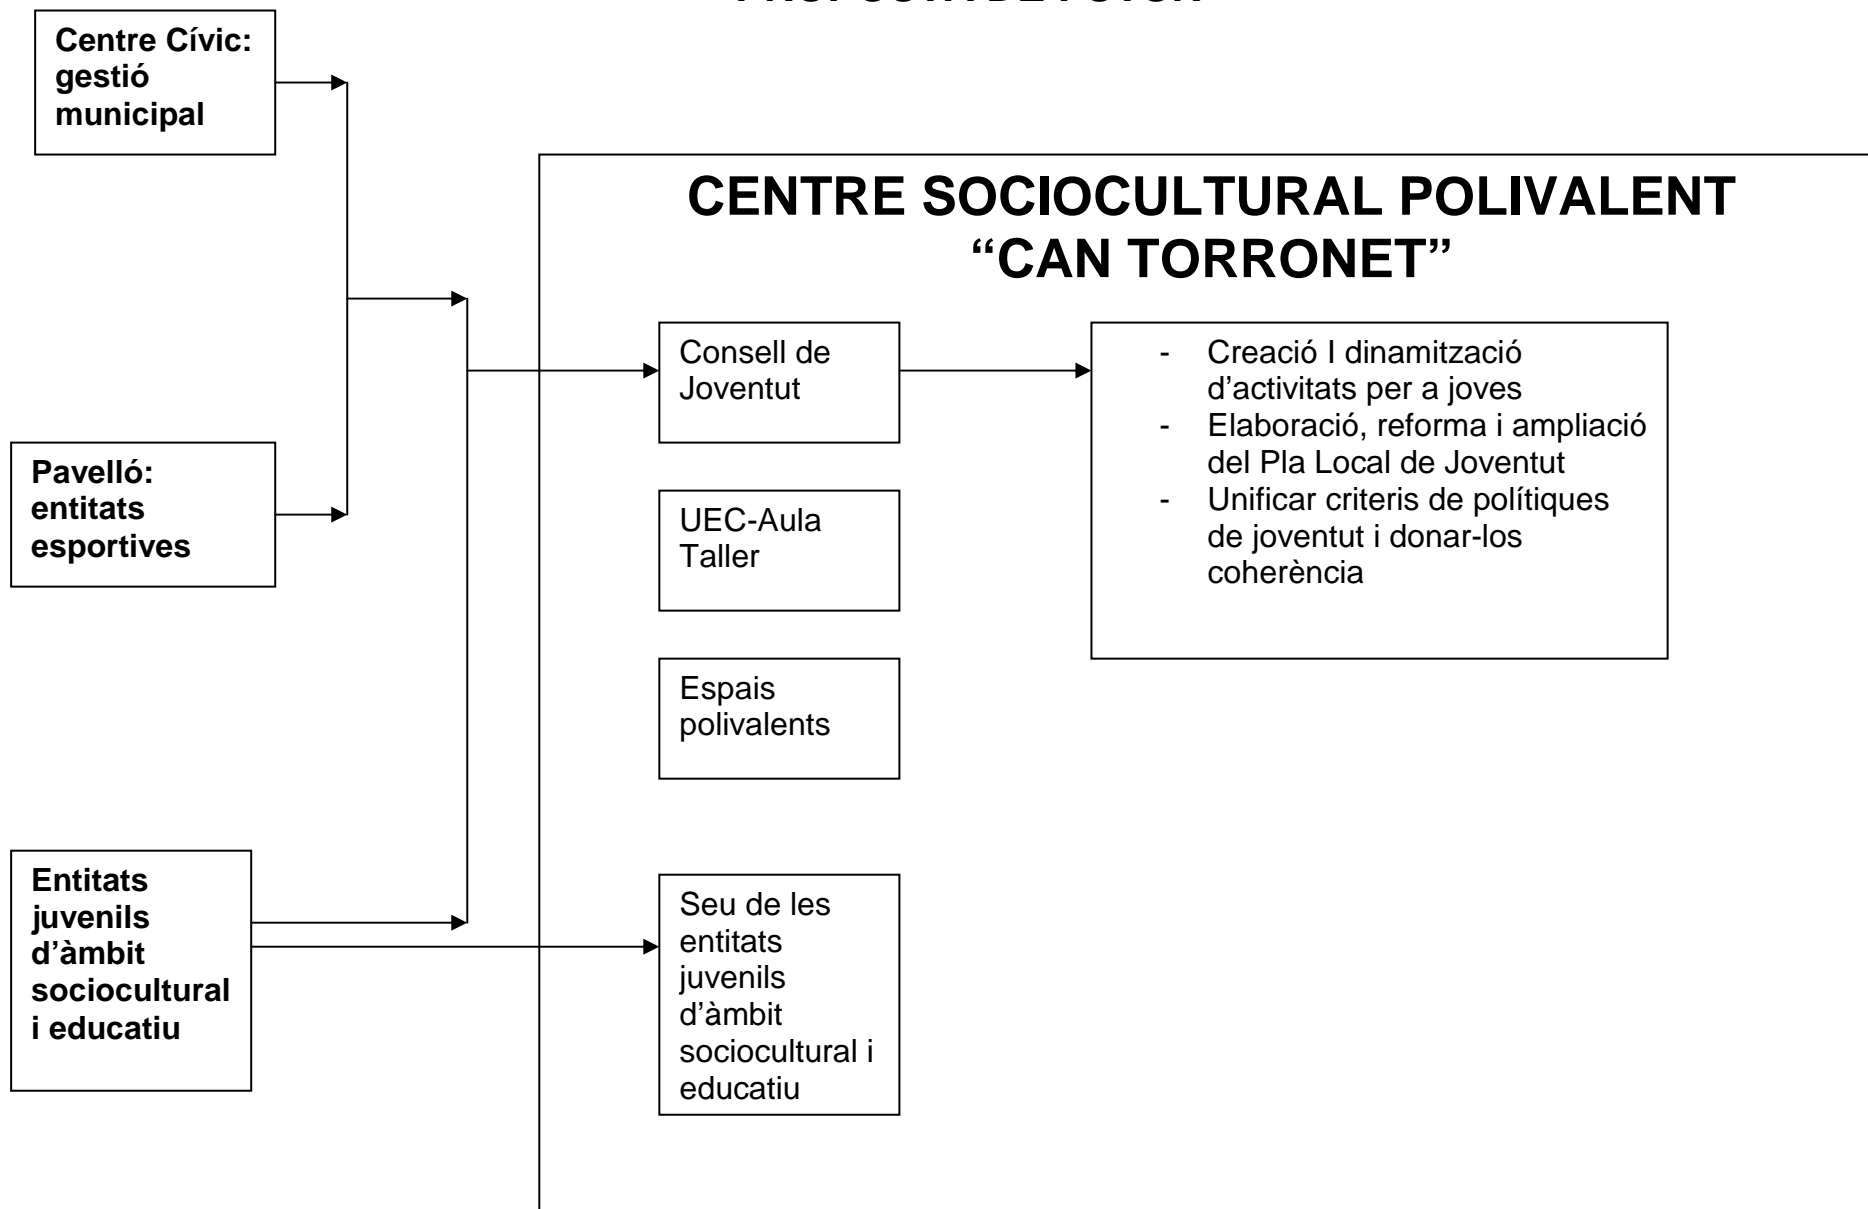 Centre Cívic:
gestió
municipal
CENTRE SOCIOCULTURAL POLIVALENT
“CAN TORRONET”
Consell de
Joventut
-    Creació I dinamització
d’activitats per a joves
-    Elaboració, reforma i ampliació
del Pla Local de Joventut
-    Unificar criteris de polítiques
de joventut i donar-los
coherència
Pavelló:
entitats
esportives
UEC-Aula
Taller
Espais
polivalents
Entitats
juvenils
d’àmbit
sociocultural
i educatiu
Seu de les
entitats
juvenils
d’àmbit
sociocultural i
educatiu